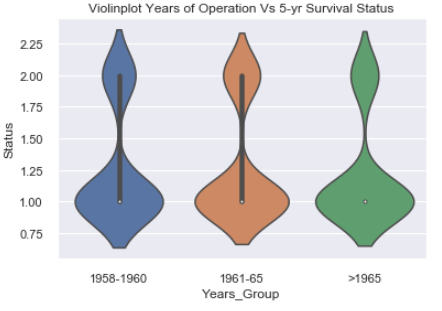 Violinplot Years of Operation Vs 5-yr Survival Status
2.25
2.00
1.75
1.50
1.25
1.00
0.75
Status
1958-1960 1961-65 >1965
Years_Group